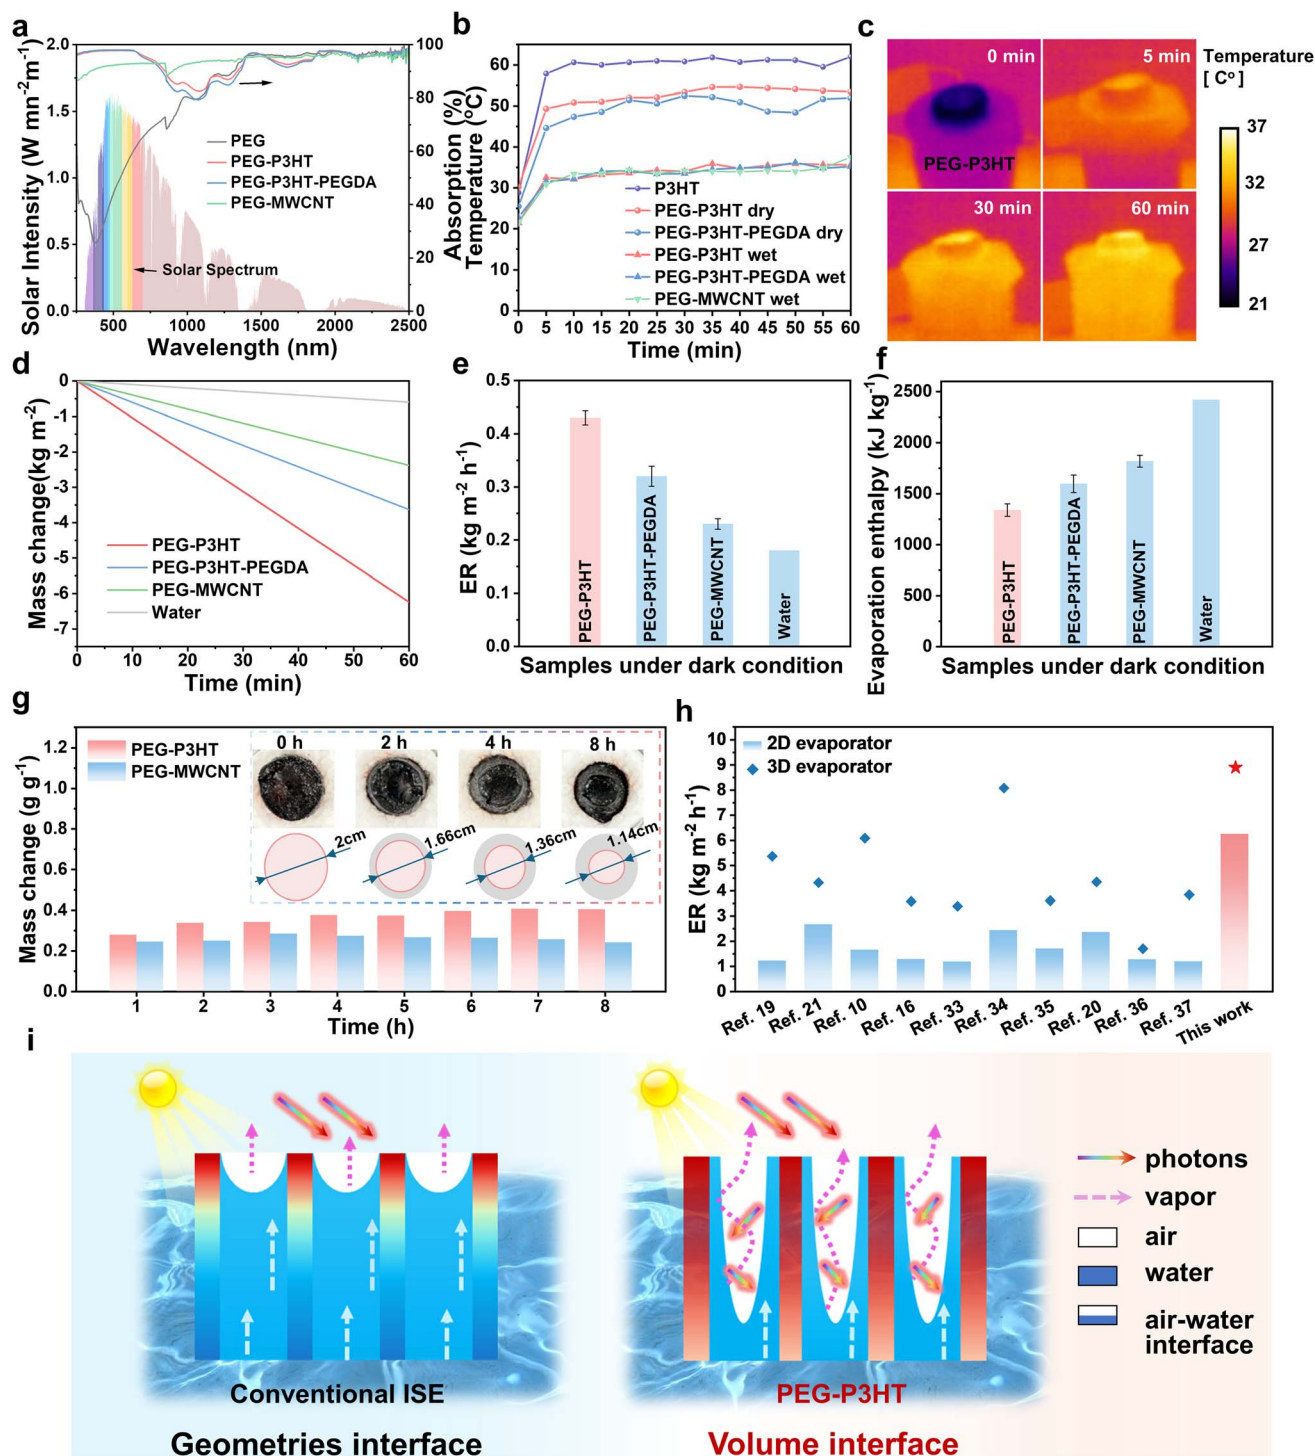 a
Solar Intensity (W mn⁻²m⁻¹)
2.0
1.5
1.0
0.5
0.0
100
80
60
40
20
0
Absorption (%)
PEG
PEG-P3HT
PEG-P3HT-PEGDA
PEG-MWCNT
Solar Spectrum
500 1000 1500 2000 2500
Wavelength (nm)
b
Temperature (°C)
60
50
40
30
20
10
0
P3HT
PEG-P3HT dry
PEG-P3HT-PEGDA dry
PEG-P3HT wet
PEG-P3HT-PEGDA wet
PEG-MWCNT wet
0 5 10 15 20 25 30 35 40 45 50 55 60
Time (min)
c
0 min
5 min
PEG-P3HT
30 min
60 min
Temperature
[ C° ]
37
32
27
21
d
Mass change(kg m⁻²)
0
-1
-2
-3
-4
-5
-6
-7
PEG-P3HT
PEG-P3HT-PEGDA
PEG-MWCNT
Water
0 10 20 30 40 50 60
Time (min)
e
ER (kg m⁻² h⁻¹)
0.5
0.4
0.3
0.2
0.1
0.0
PEG-P3HT
PEG-P3HT-PEGDA
PEG-MWCNT
Water
Samples under dark condition
f
Evaporation enthalpy (kJ kg⁻¹)
2500
2000
1500
1000
500
0
PEG-P3HT
PEG-P3HT-PEGDA
PEG-MWCNT
Water
Samples under dark condition
g
Mass change (g g⁻¹)
1.2
1.0
0.8
0.6
0.4
0.2
0.0
PEG-P3HT
PEG-MWCNT
0 h 2 h 4 h 8 h
2cm 1.66cm 1.36cm 1.14cm
1 2 3 4 5 6 7 8
Time (h)
h
ER (kg m⁻² h⁻¹)
10
9
8
7
6
5
4
3
2
1
0
2D evaporator
3D evaporator
Ref. 19
Ref. 21
Ref. 10
Ref. 16
Ref. 33
Ref. 34
Ref. 35
Ref. 20
Ref. 36
Ref. 37
This work
i
Conventional ISE
Geometries interface
PEG-P3HT
Volume interface
photons
vapor
air
water
air-water
interface